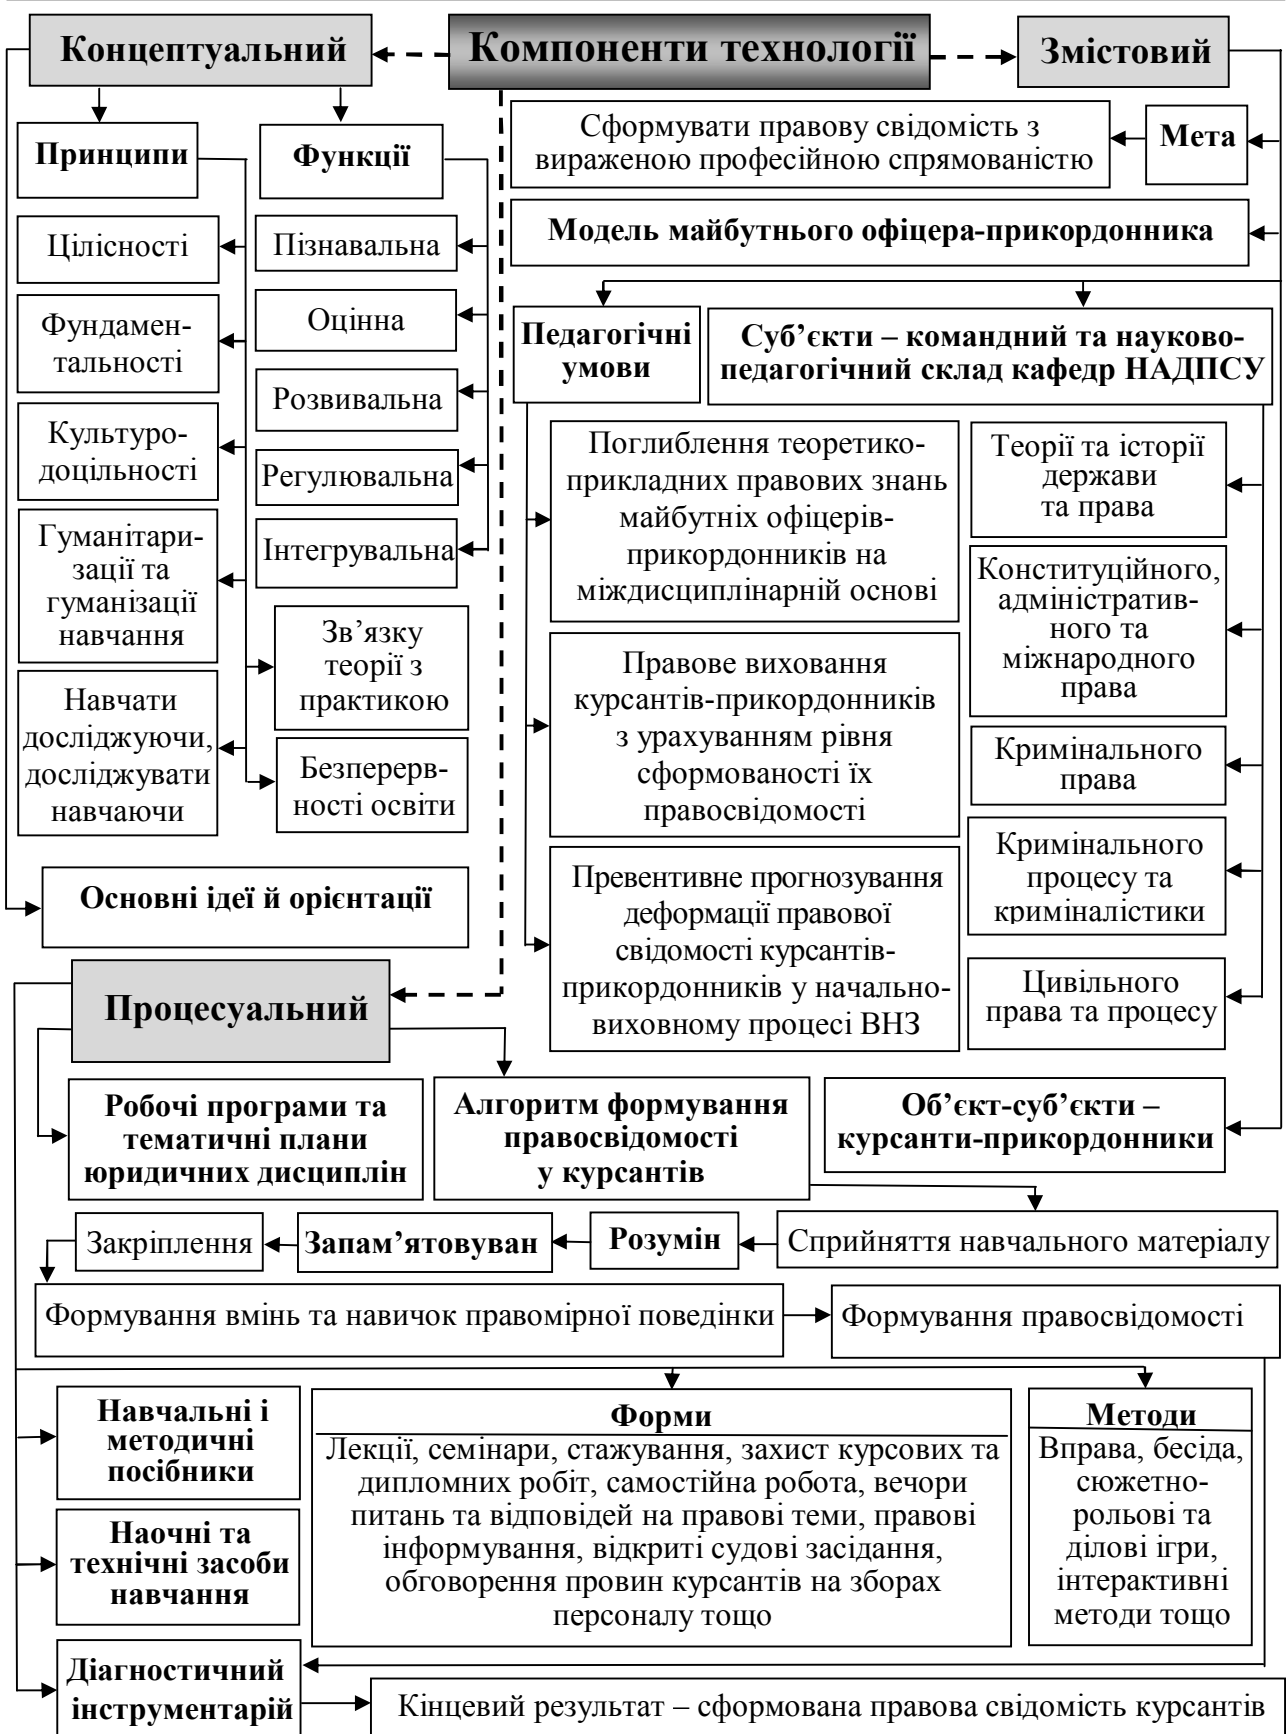 Компоненти технології
Концептуальний
Змістовий
Принципи
Функції
Сформувати правову свідомість з
вираженою професійною спрямованістю
Мета
Модель майбутнього офіцера-прикордонника
Цілісності
Фундамен-
тальності
Культуро-
доцільності
Гуманітари-
зації та
гуманізації
навчання
Навчати
досліджуючи,
досліджувати
навчаючи
Пізнавальна
Оцінна
Розвивальна
Регулювальна
Інтегрувальна
Зв’язку
теорії з
практикою
Безперерв-
ності освіти
Основні ідеї й орієнтації
Педагогічні
умови
Суб’єкти – командний та науково-
педагогічний склад кафедр НАДПСУ
Поглиблення теоретико-
прикладних правових знань
майбутніх офіцерів-
прикордонників на
міждисциплінарній основі
Правове виховання
курсантів-прикордонників
з урахуванням рівня
сформованості їх
правосвідомості
Превентивне прогнозування
деформації правової
свідомості курсантів-
прикордонників у начально-
виховному процесі ВНЗ
Теорії та історії
держави
та права
Конституційного,
адміністратив-
ного та
міжнародного
права
Кримінального
права
Кримінального
процесу та
криміналістики
Цивільного
права та процесу
Процесуальний
Робочі програми та
тематичні плани
юридичних дисциплін
Алгоритм формування
правосвідомості
у курсантів
Об’єкт-суб’єкти –
курсанти-прикордонники
Сприйняття навчального матеріалу
Розумін
Запам’ятовуван
Закріплення
Формування вмінь та навичок правомірної поведінки
Формування правосвідомості
Навчальні і
методичні
посібники
Наочні та
технічні засоби
навчання
Форми
Лекції, семінари, стажування, захист курсових та
дипломних робіт, самостійна робота, вечори
питань та відповідей на правові теми, правові
інформування, відкриті судові засідання,
обговорення провин курсантів на зборах
персоналу тощо
Методи
Вправа, бесіда,
сюжетно-
рольові та
ділові ігри,
інтерактивні
методи тощо
Діагностичний
інструментарій
Кінцевий результат – сформована правова свідомість курсантів